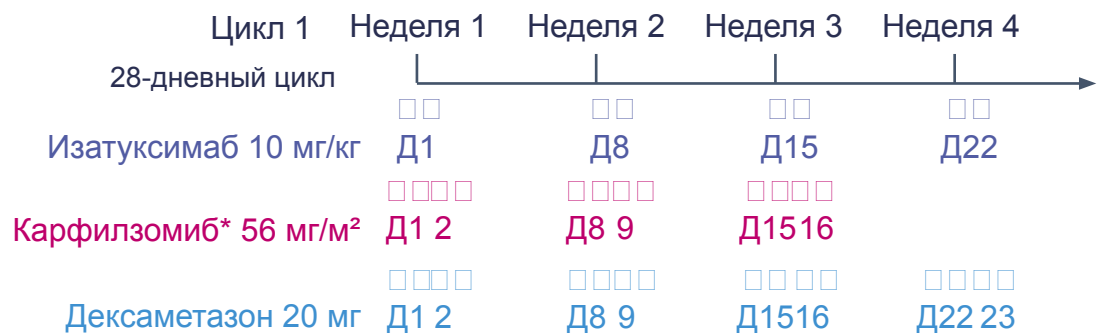 Цикл 1 Неделя 1 Неделя 2 Неделя 3 Неделя 4
28-дневный цикл
Изатуксимаб 10 мг/кг Д1 Д8 Д15 Д22
Карфилзомиб* 56 мг/м² Д1 2 Д8 9 Д1516
Дексаметазон 20 мг Д1 2 Д8 9 Д1516 Д22 23